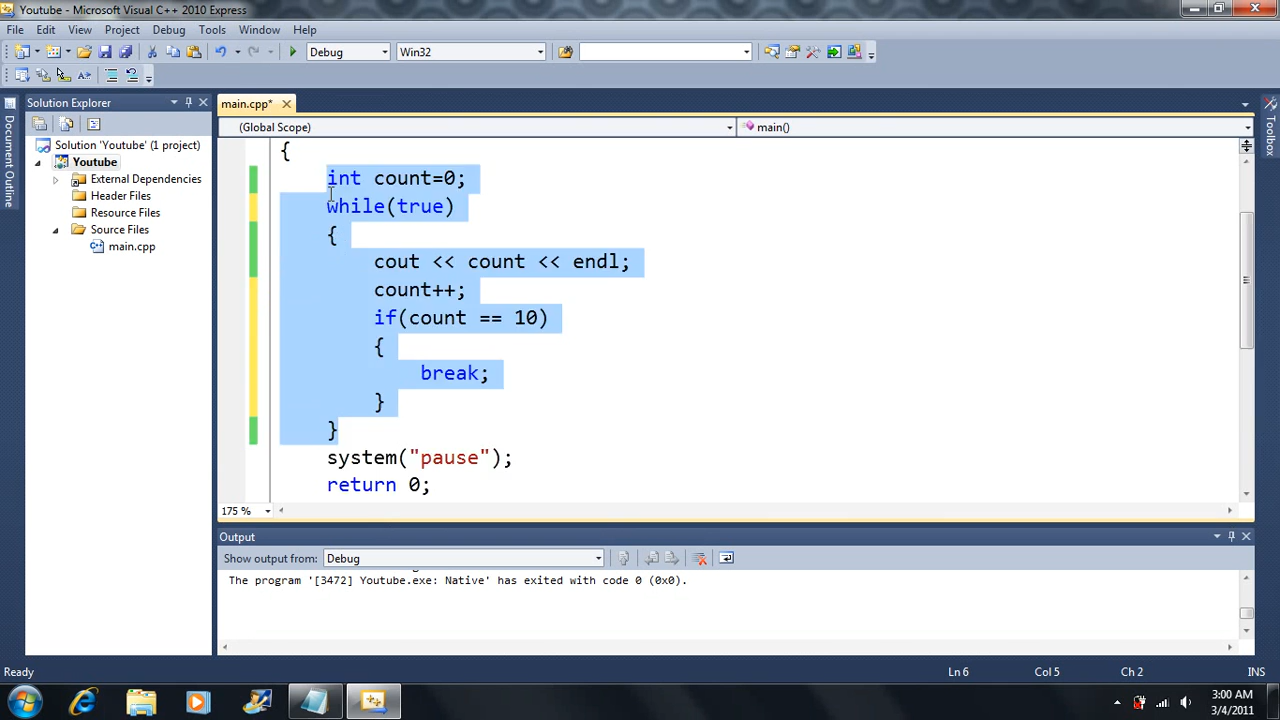 Youtube - Microsoft Visual C++ 2010 Express
File Edit View Project Debug Tools Window Help
Debug Win32
Document Outline
Solution Explorer
Solution 'Youtube' (1 project)
Youtube
External Dependencies
Header Files
Resource Files
Source Files
main.cpp
main.cpp*
(Global Scope) main()
{
int count=0;
while(true)
{
cout << count << endl;
count++;
if(count == 10)
{
break;
}
}
system("pause");
return 0;
175 %
Toolbox
Output
Show output from: Debug
The program '[3472] Youtube.exe: Native' has exited with code 0 (0x0).
Ready Ln 6 Col 5 Ch 2 INS
3:00 AM
3/4/2011